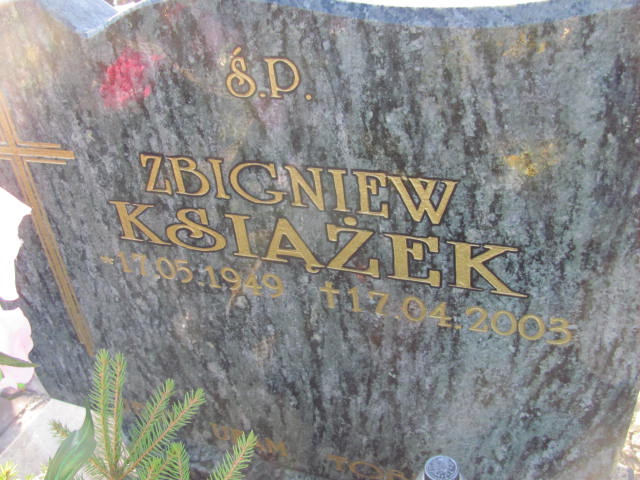 Ś.P.
ZBIGNIEW
KSIĄŻEK
*17.05.1949 †17.04.2003